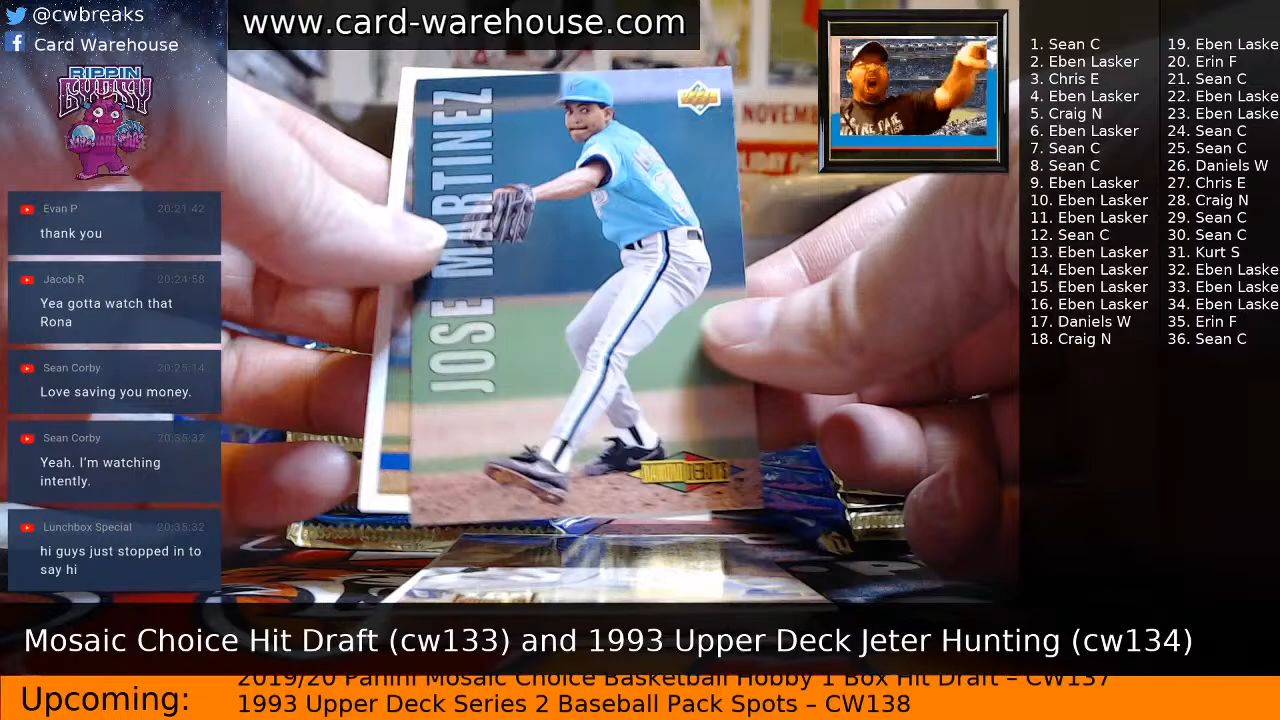 @cwbreaks
Card Warehouse
www.card-warehouse.com
RIPPIN
CARD-WAREHOUSE
Evan P 20:21:42
thank you
Jacob R 20:24:58
Yea gotta watch that
Rona
Sean Corby 20:25:14
Love saving you money.
Sean Corby 20:35:32
Yeah. I'm watching
intently.
Lunchbox Special 20:35:32
hi guys just stopped in to
say hi
JOSE MARTINEZ
NOVEMBER
1. Sean C
2. Eben Lasker
3. Chris E
4. Eben Lasker
5. Craig N
6. Eben Lasker
7. Sean C
8. Sean C
9. Eben Lasker
10. Eben Lasker
11. Eben Lasker
12. Sean C
13. Eben Lasker
14. Eben Lasker
15. Eben Lasker
16. Eben Lasker
17. Daniels W
18. Craig N
19. Eben Laske
20. Erin F
21. Sean C
22. Eben Laske
23. Eben Laske
24. Sean C
25. Sean C
26. Daniels W
27. Chris E
28. Craig N
29. Sean C
30. Sean C
31. Kurt S
32. Eben Laske
33. Eben Laske
34. Eben Laske
35. Erin F
36. Sean C
Mosaic Choice Hit Draft (cw133) and 1993 Upper Deck Jeter Hunting (cw134)
Upcoming:
2019/20 Panini Mosaic Choice Basketball Hobby 1 Box Hit Draft – CW137
1993 Upper Deck Series 2 Baseball Pack Spots – CW138